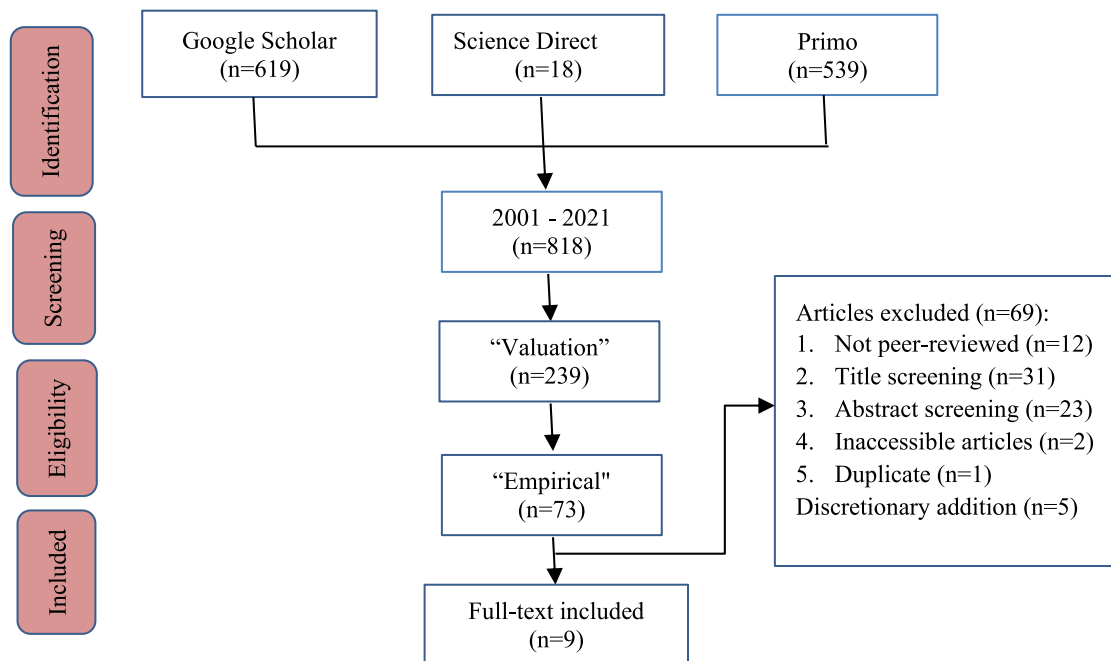 Identification
Screening
Eligibility
Included
Google Scholar
(n=619)
Science Direct
(n=18)
Primo
(n=539)
2001 - 2021
(n=818)
“Valuation”
(n=239)
“Empirical"
(n=73)
Full-text included
(n=9)
Articles excluded (n=69):
1. Not peer-reviewed (n=12)
2. Title screening (n=31)
3. Abstract screening (n=23)
4. Inaccessible articles (n=2)
5. Duplicate (n=1)
Discretionary addition (n=5)